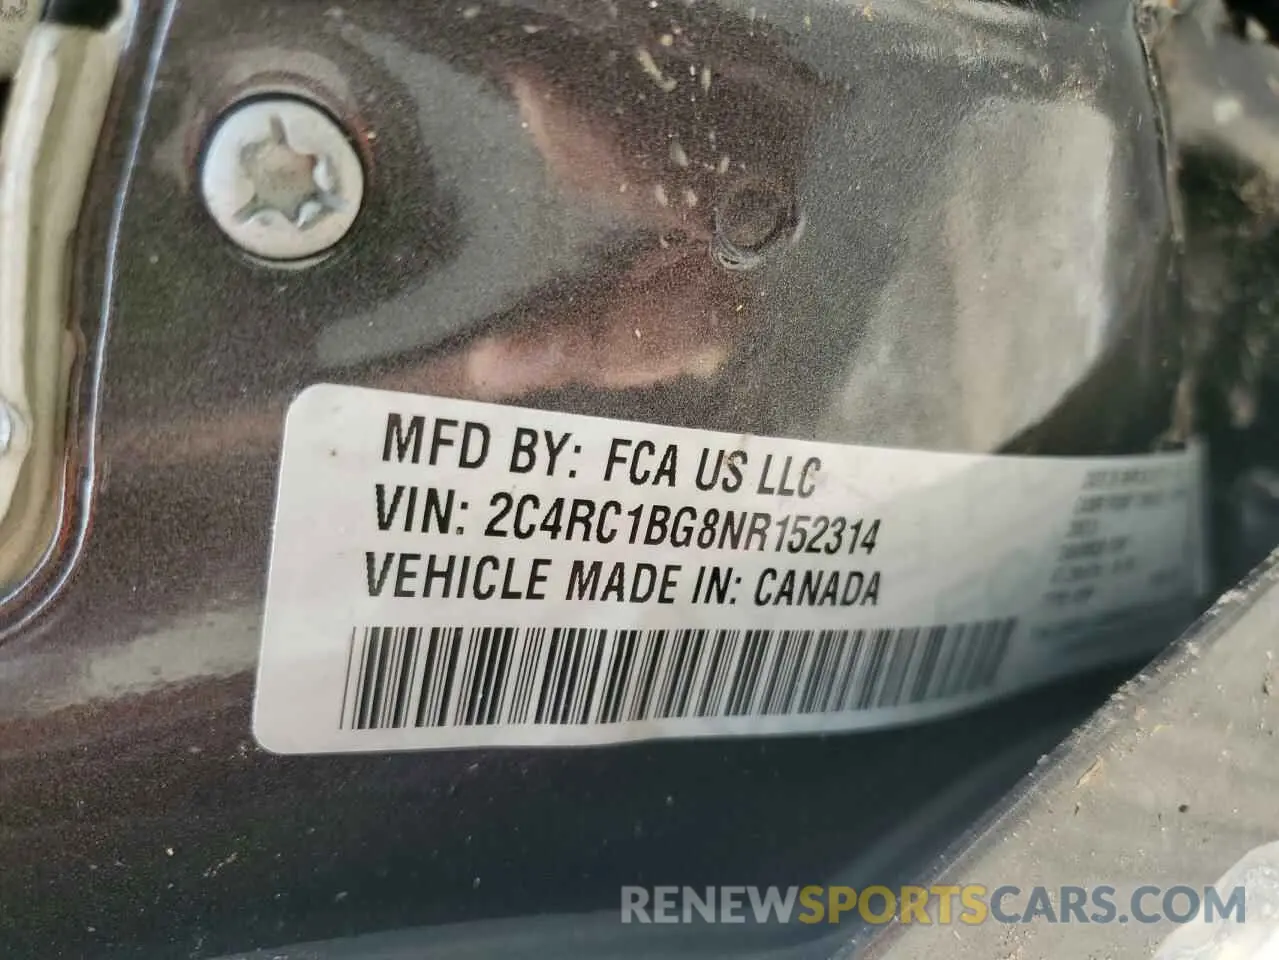 MFD BY: FCA US LLC
VIN: 2C4RC1BG8NR152314
VEHICLE MADE IN: CANADA
RENEWSPORTSCARS.COM